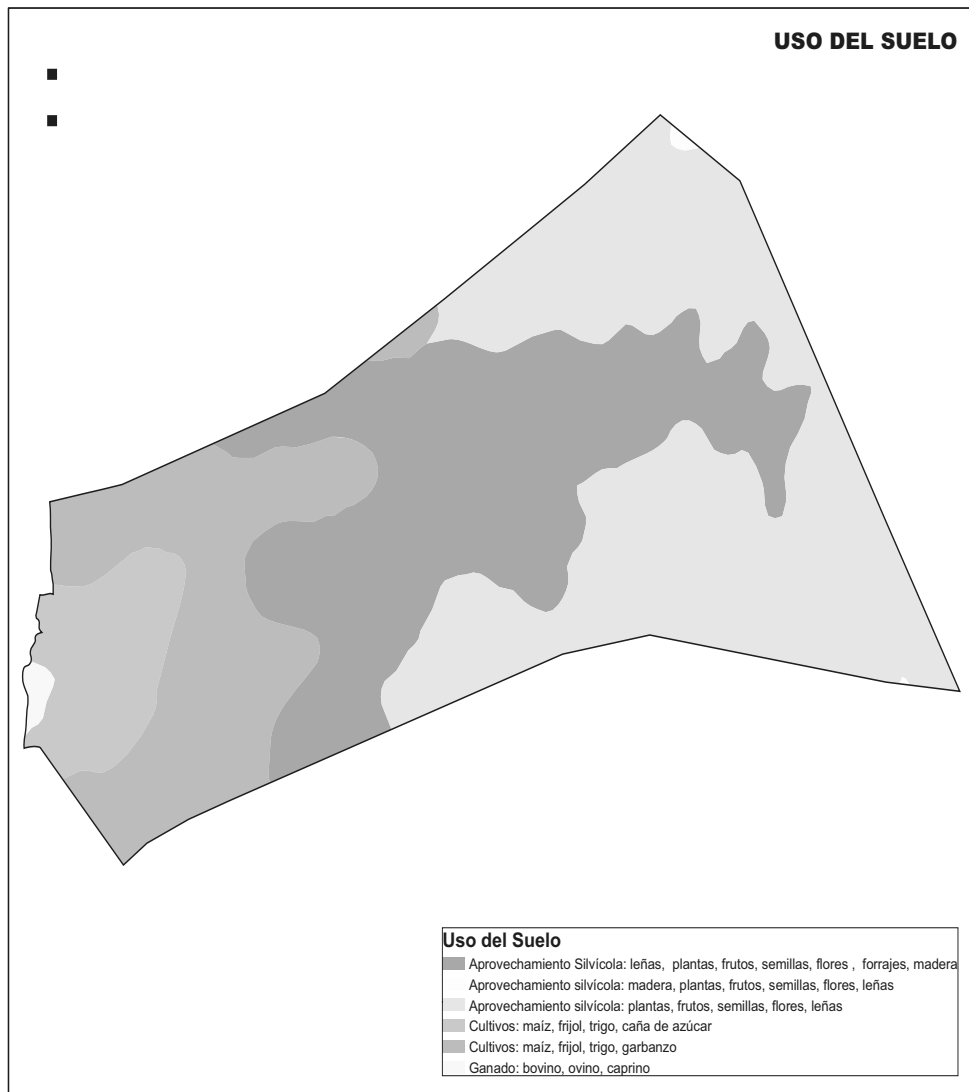 USO DEL SUELO
Uso del Suelo
Aprovechamiento Silvícola: leñas, plantas, frutos, semillas, flores , forrajes, madera
Aprovechamiento silvícola: madera, plantas, frutos, semillas, flores, leñas
Aprovechamiento silvícola: plantas, frutos, semillas, flores, leñas
Cultivos: maíz, frijol, trigo, caña de azúcar
Cultivos: maíz, frijol, trigo, garbanzo
Ganado: bovino, ovino, caprino